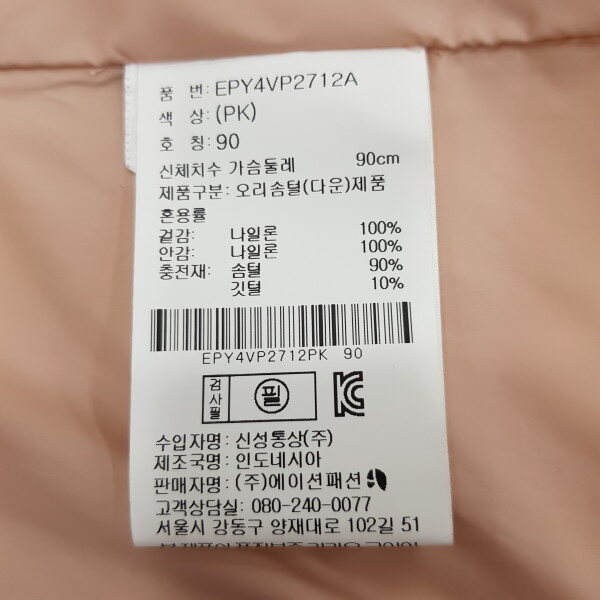 품 번: EPY4VP2712A
색 상: (PK)
호 칭: 90
신체치수 가슴둘레 90cm
제품구분: 오리솜털(다운)제품
혼용률
겉감: 나일론 100%
안감: 나일론 100%
충전재: 솜털 90%
깃털 10%
EPY4VP2712PK 90
검사필 필
수입자명: 신성통상(주)
제조국명: 인도네시아
판매자명: (주)에이션패션
고객상담실: 080-240-0077
서울시 강동구 양재대로 102길 51